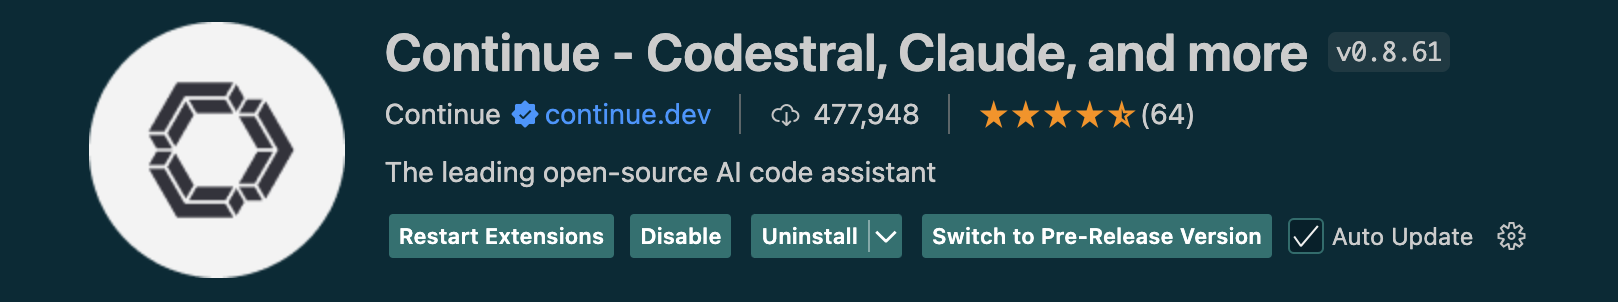 Continue - Codestral, Claude, and more v0.8.61
Continue continue.dev 477,948 (64)
The leading open-source AI code assistant
Restart Extensions Disable Uninstall Switch to Pre-Release Version Auto Update